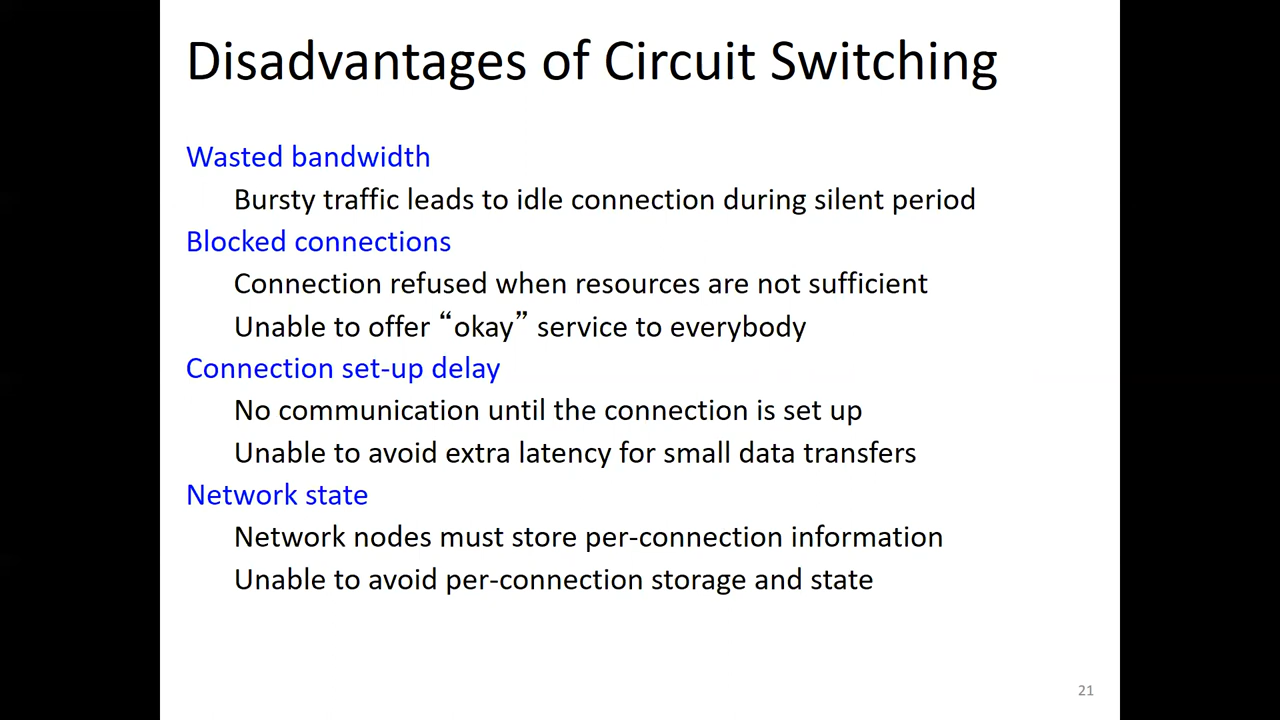 Disadvantages of Circuit Switching
Wasted bandwidth
Bursty traffic leads to idle connection during silent period
Blocked connections
Connection refused when resources are not sufficient
Unable to offer “okay” service to everybody
Connection set-up delay
No communication until the connection is set up
Unable to avoid extra latency for small data transfers
Network state
Network nodes must store per-connection information
Unable to avoid per-connection storage and state
21